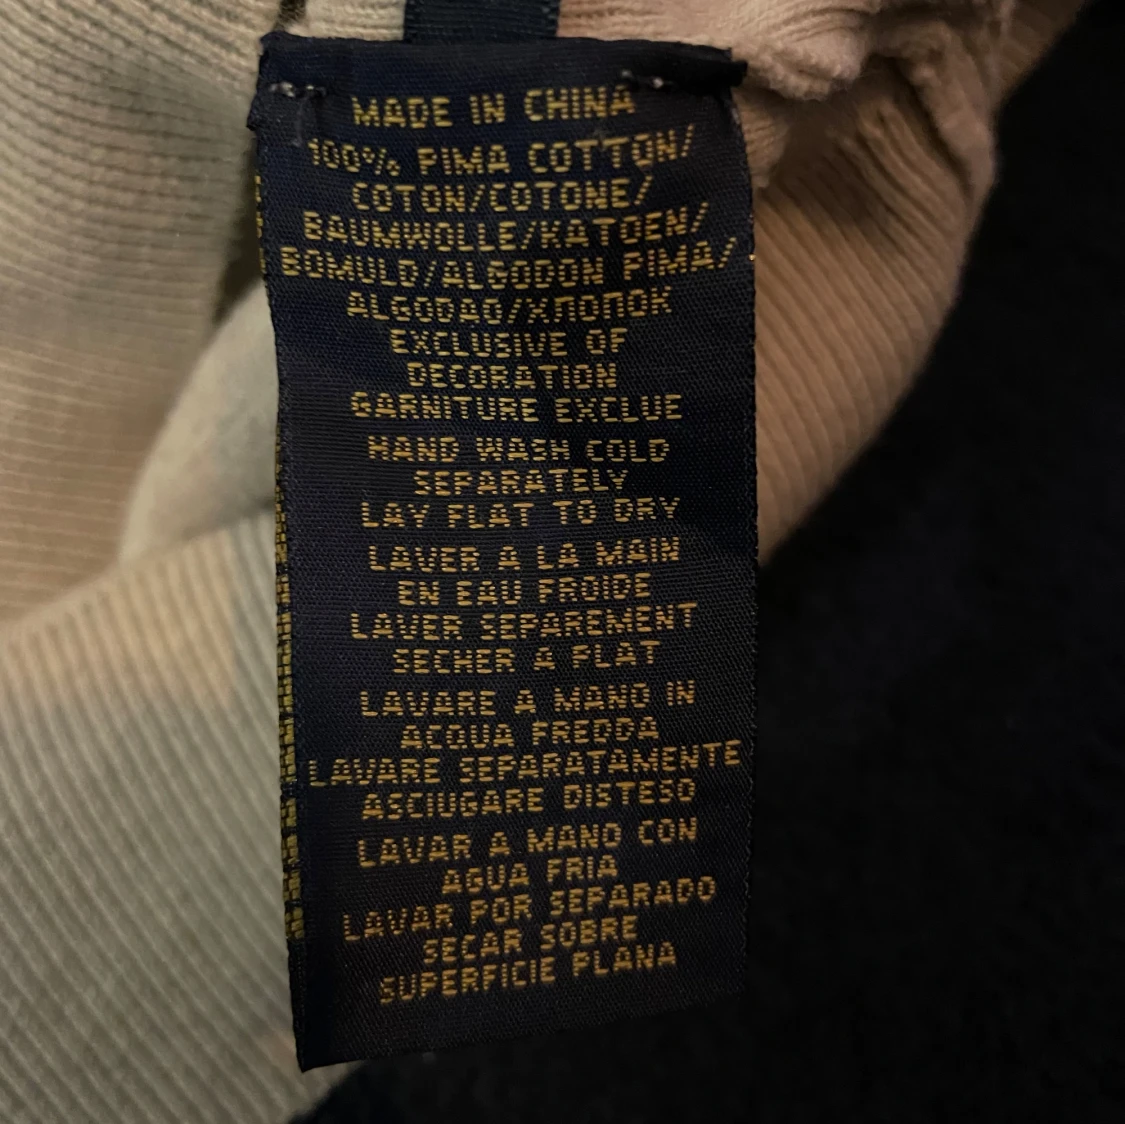 MADE IN CHINA
100% PIMA COTTON/
COTON/COTONE/
BAUMWOLLE/KATOEN/
BOMULD/ALGODON PIMA/
ALGODAO/ХЛОПОК
EXCLUSIVE OF
DECORATION
GARNITURE EXCLUE
HAND WASH COLD
SEPARATELY
LAY FLAT TO DRY
LAVER A LA MAIN
EN EAU FROIDE
LAVER SEPAREMENT
SECHER A PLAT
LAVARE A MANO IN
ACQUA FREDDA
LAVARE SEPARATAMENTE
ASCIUGARE DISTESO
LAVAR A MANO CON
AGUA FRIA
LAVAR POR SEPARADO
SECAR SOBRE
SUPERFICIE PLANA